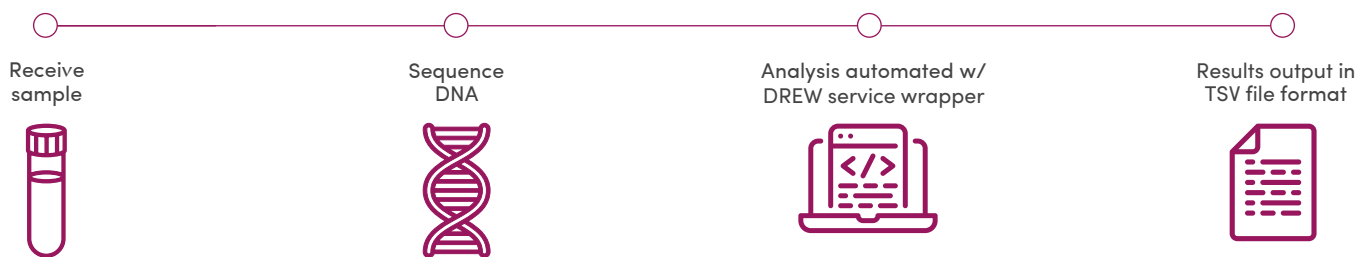 Receive
sample
Sequence
DNA
Analysis automated w/
DREW service wrapper
Results output in
TSV file format
</>